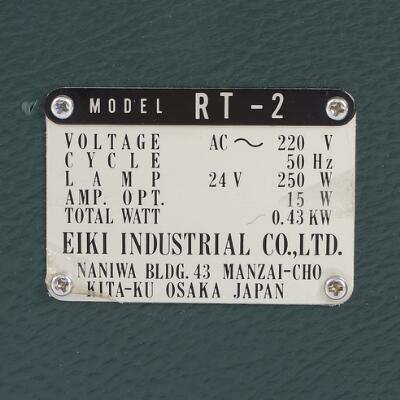 MODEL RT-2
VOLTAGE AC ~ 220 V
CYCLE 50 Hz
LAMP 24 V 250 W
AMP. OPT. 15 W
TOTAL WATT 0.43 KW
EIKI INDUSTRIAL CO.,LTD.
NANIWA BLDG. 43 MANZAI-CHO
KITA-KU OSAKA JAPAN